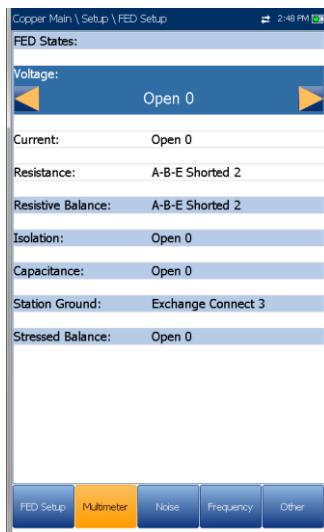 Copper Main \ Setup \ FED Setup 2:48 PM
FED States:
Voltage:
Open 0
Current: Open 0
Resistance: A-B-E Shorted 2
Resistive Balance: A-B-E Shorted 2
Isolation: Open 0
Capacitance: Open 0
Station Ground: Exchange Connect 3
Stressed Balance: Open 0
FED Setup Multimeter Noise Frequency Other